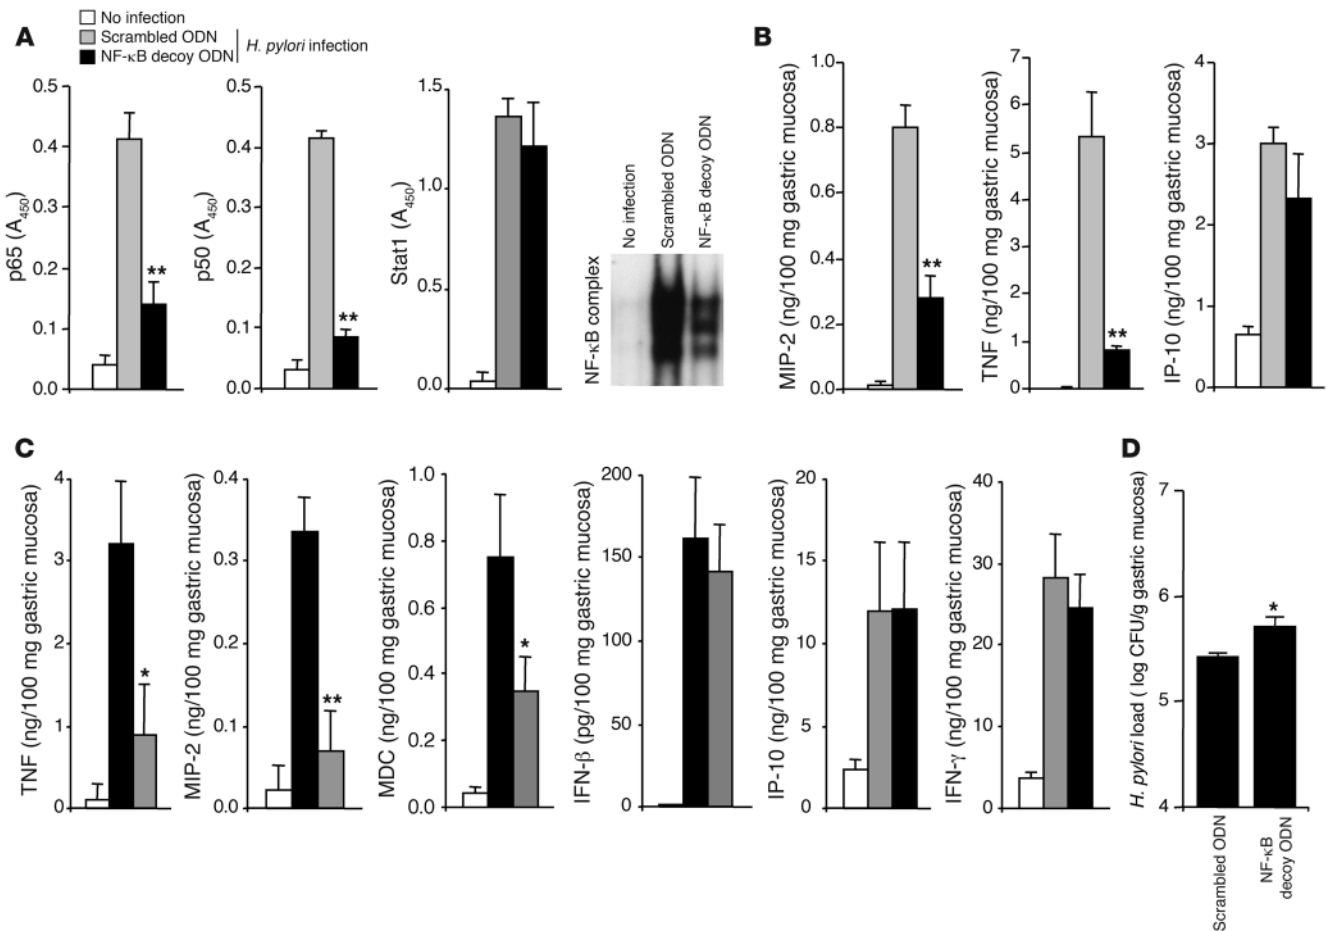 No infection
A
Scrambled ODN
NF-κB decoy ODN
H. pylori infection
p65 (A450)
0.5
0.4
0.3
0.2
0.1
0.0
**
p50 (A450)
0.5
0.4
0.3
0.2
0.1
0.0
**
Stat1 (A450)
1.5
1.0
0.5
0.0
NF-κB complex
No infection
Scrambled ODN
NF-κB decoy ODN
B
MIP-2 (ng/100 mg gastric mucosa)
1.0
0.8
0.6
0.4
0.2
0.0
**
TNF (ng/100 mg gastric mucosa)
7
6
5
4
3
2
1
0
**
IP-10 (ng/100 mg gastric mucosa)
4
3
2
1
0
C
TNF (ng/100 mg gastric mucosa)
4
3
2
1
0
*
MIP-2 (ng/100 mg gastric mucosa)
0.4
0.3
0.3
0.1
0.0
**
MDC (ng/100 mg gastric mucosa)
1.0
0.8
0.6
0.4
0.2
0.0
*
IFN-β (pg/100 mg gastric mucosa)
200
150
100
50
0
IP-10 (ng/100 mg gastric mucosa)
20
15
10
5
0
IFN-γ (ng/100 mg gastric mucosa)
40
30
20
10
0
D
H. pylori load ( log CFU/g gastric mucosa)
7
6
5
4
*
Scrambled ODN
NF-κB
decoy ODN